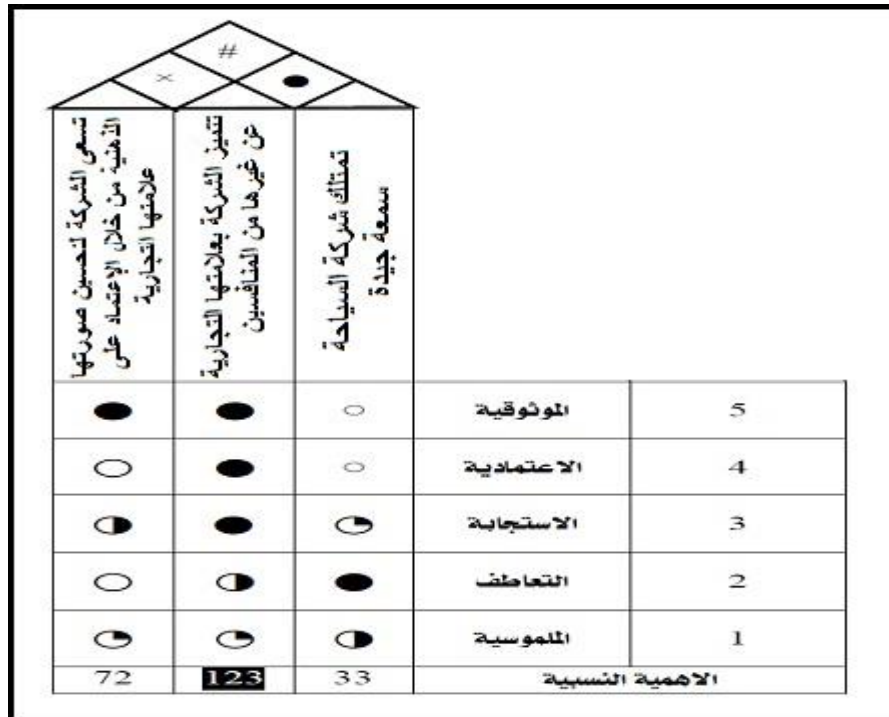 #
×
تمتلك شركة السياحة
سمعة جيدة
تتميز الشركة بعلامتها التجارية
عن غيرها من المنافسين
تسعى الشركة لتحسين صورتها
الذهنية من خلال الإعتماد على
علامتها التجارية
5 الموثوقية
4 الاعتمادية
3 الاستجابة
2 التعاطف
1 الملموسية
الاهمية النسبية 33 123 72